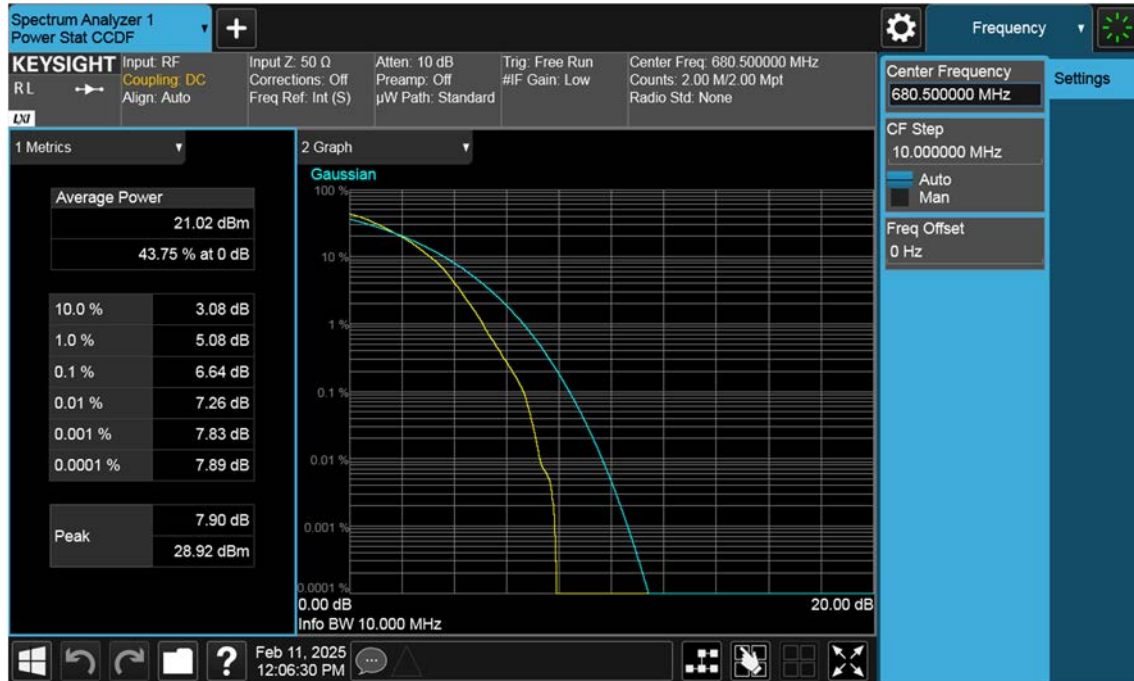 Spectrum Analyzer 1
Power Stat CCDF
Frequency
KEYSIGHT
R L
LXI
Input: RF
Coupling: DC
Align: Auto
Input Z: 50 Ω
Corrections: Off
Freq Ref: Int (S)
Atten: 10 dB
Preamp: Off
µW Path: Standard
Trig: Free Run
#IF Gain: Low
Center Freq: 680.500000 MHz
Counts: 2.00 M/2.00 Mpt
Radio Std: None
Center Frequency
680.500000 MHz
Settings
CF Step
10.000000 MHz
Auto
Man
Freq Offset
0 Hz
1 Metrics
Average Power
21.02 dBm
43.75 % at 0 dB
10.0 % 3.08 dB
1.0 % 5.08 dB
0.1 % 6.64 dB
0.01 % 7.26 dB
0.001 % 7.83 dB
0.0001 % 7.89 dB
Peak
7.90 dB
28.92 dBm
2 Graph
Gaussian
100 %
10 %
1 %
0.1 %
0.01 %
0.001 %
0.0001 %
0.00 dB 20.00 dB
Info BW 10.000 MHz
?
Feb 11, 2025
12:06:30 PM